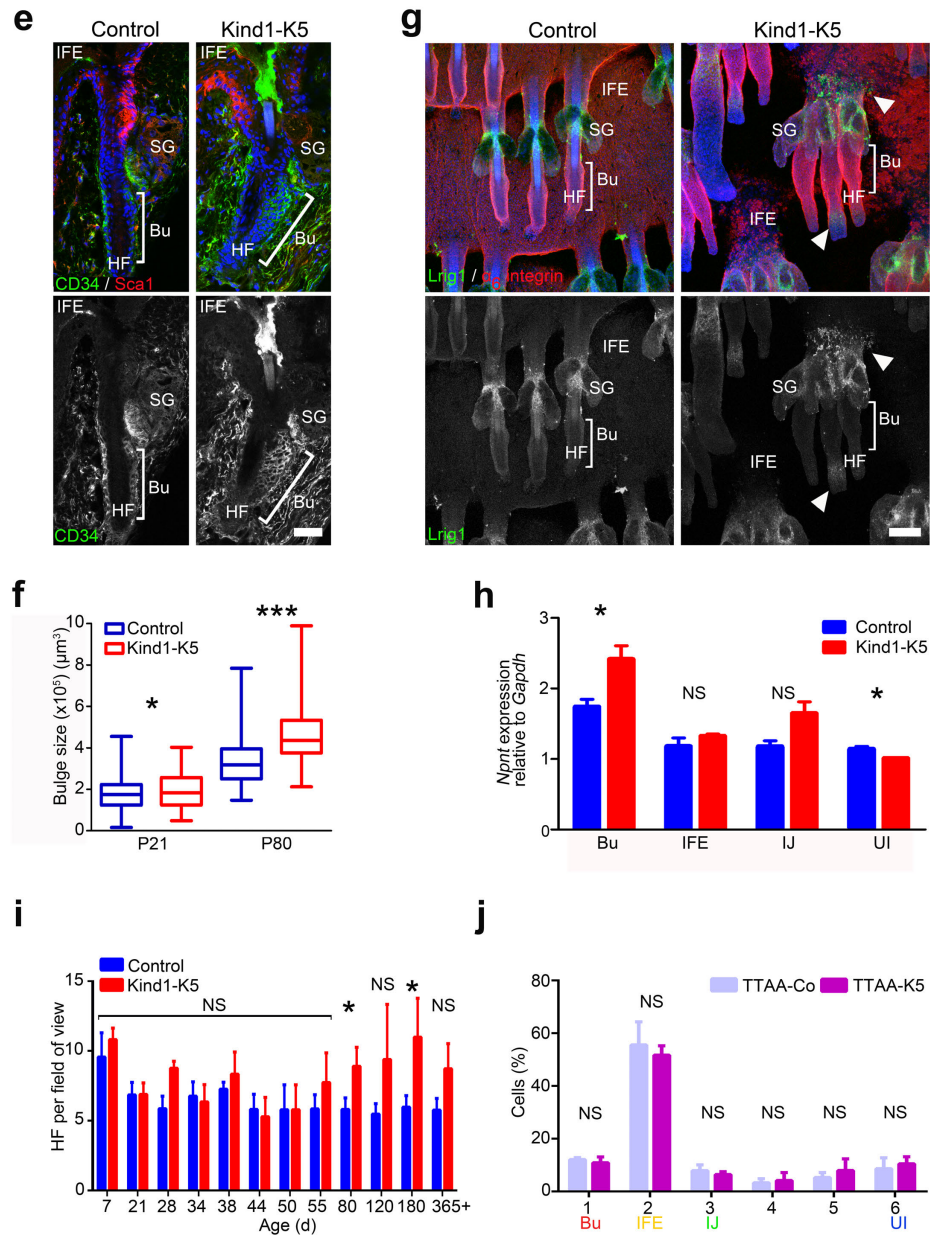 e
Control
Kind1-K5
IFE
SG
Bu
HF
CD34 / Sca1
IFE
SG
Bu
HF
IFE
SG
Bu
HF
CD34
IFE
SG
Bu
HF
g
Control
Kind1-K5
IFE
SG
Bu
HF
Lrig1 / α6 integrin
SG
Bu
HF
IFE
IFE
SG
Bu
HF
Lrig1
SG
Bu
HF
IFE
f
Bulge size (x10⁵) (µm³)
10
8
6
4
2
0
Control
Kind1-K5
*
***
P21
P80
h
Npnt expression
relative to Gapdh
3
2
1
0
Control
Kind1-K5
*
NS
NS
*
Bu
IFE
IJ
UI
i
HF per field of view
15
10
5
0
Control
Kind1-K5
NS
*
NS
*
NS
7 21 28 34 38 44 50 55 80 120 180 365+
Age (d)
j
Cells (%)
80
60
40
20
0
TTAA-Co
TTAA-K5
NS
NS
NS
NS
NS
NS
1 2 3 4 5 6
Bu IFE IJ UI